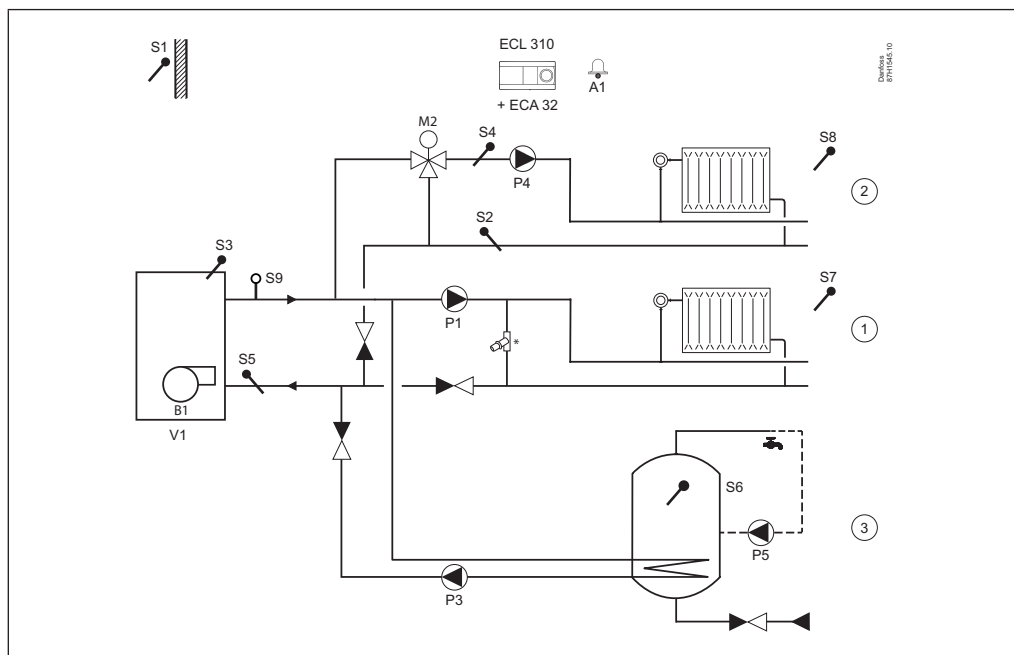 S1
ECL 310
A1
+ ECA 32
Danfoss
87H1545.10
M2
S4
P4
S8
2
S2
S3
S9
S7
P1
*
1
S5
B1
V1
S6
3
P5
P3